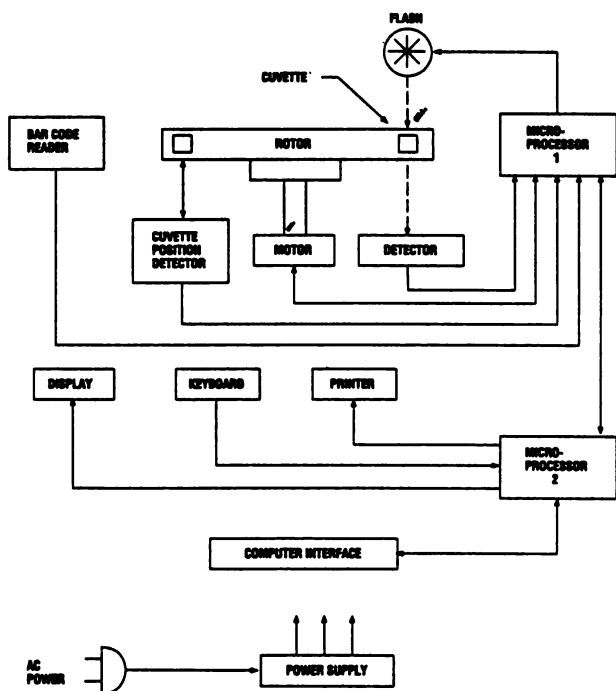 FLASH
CUVETTE
BAR CODE
READER
ROTOR
MICRO-
PROCESSOR
1
CUVETTE
POSITION
DETECTOR
MOTOR
DETECTOR
DISPLAY
KEYBOARD
PRINTER
MICRO-
PROCESSOR
2
COMPUTER INTERFACE
AC
POWER
POWER SUPPLY